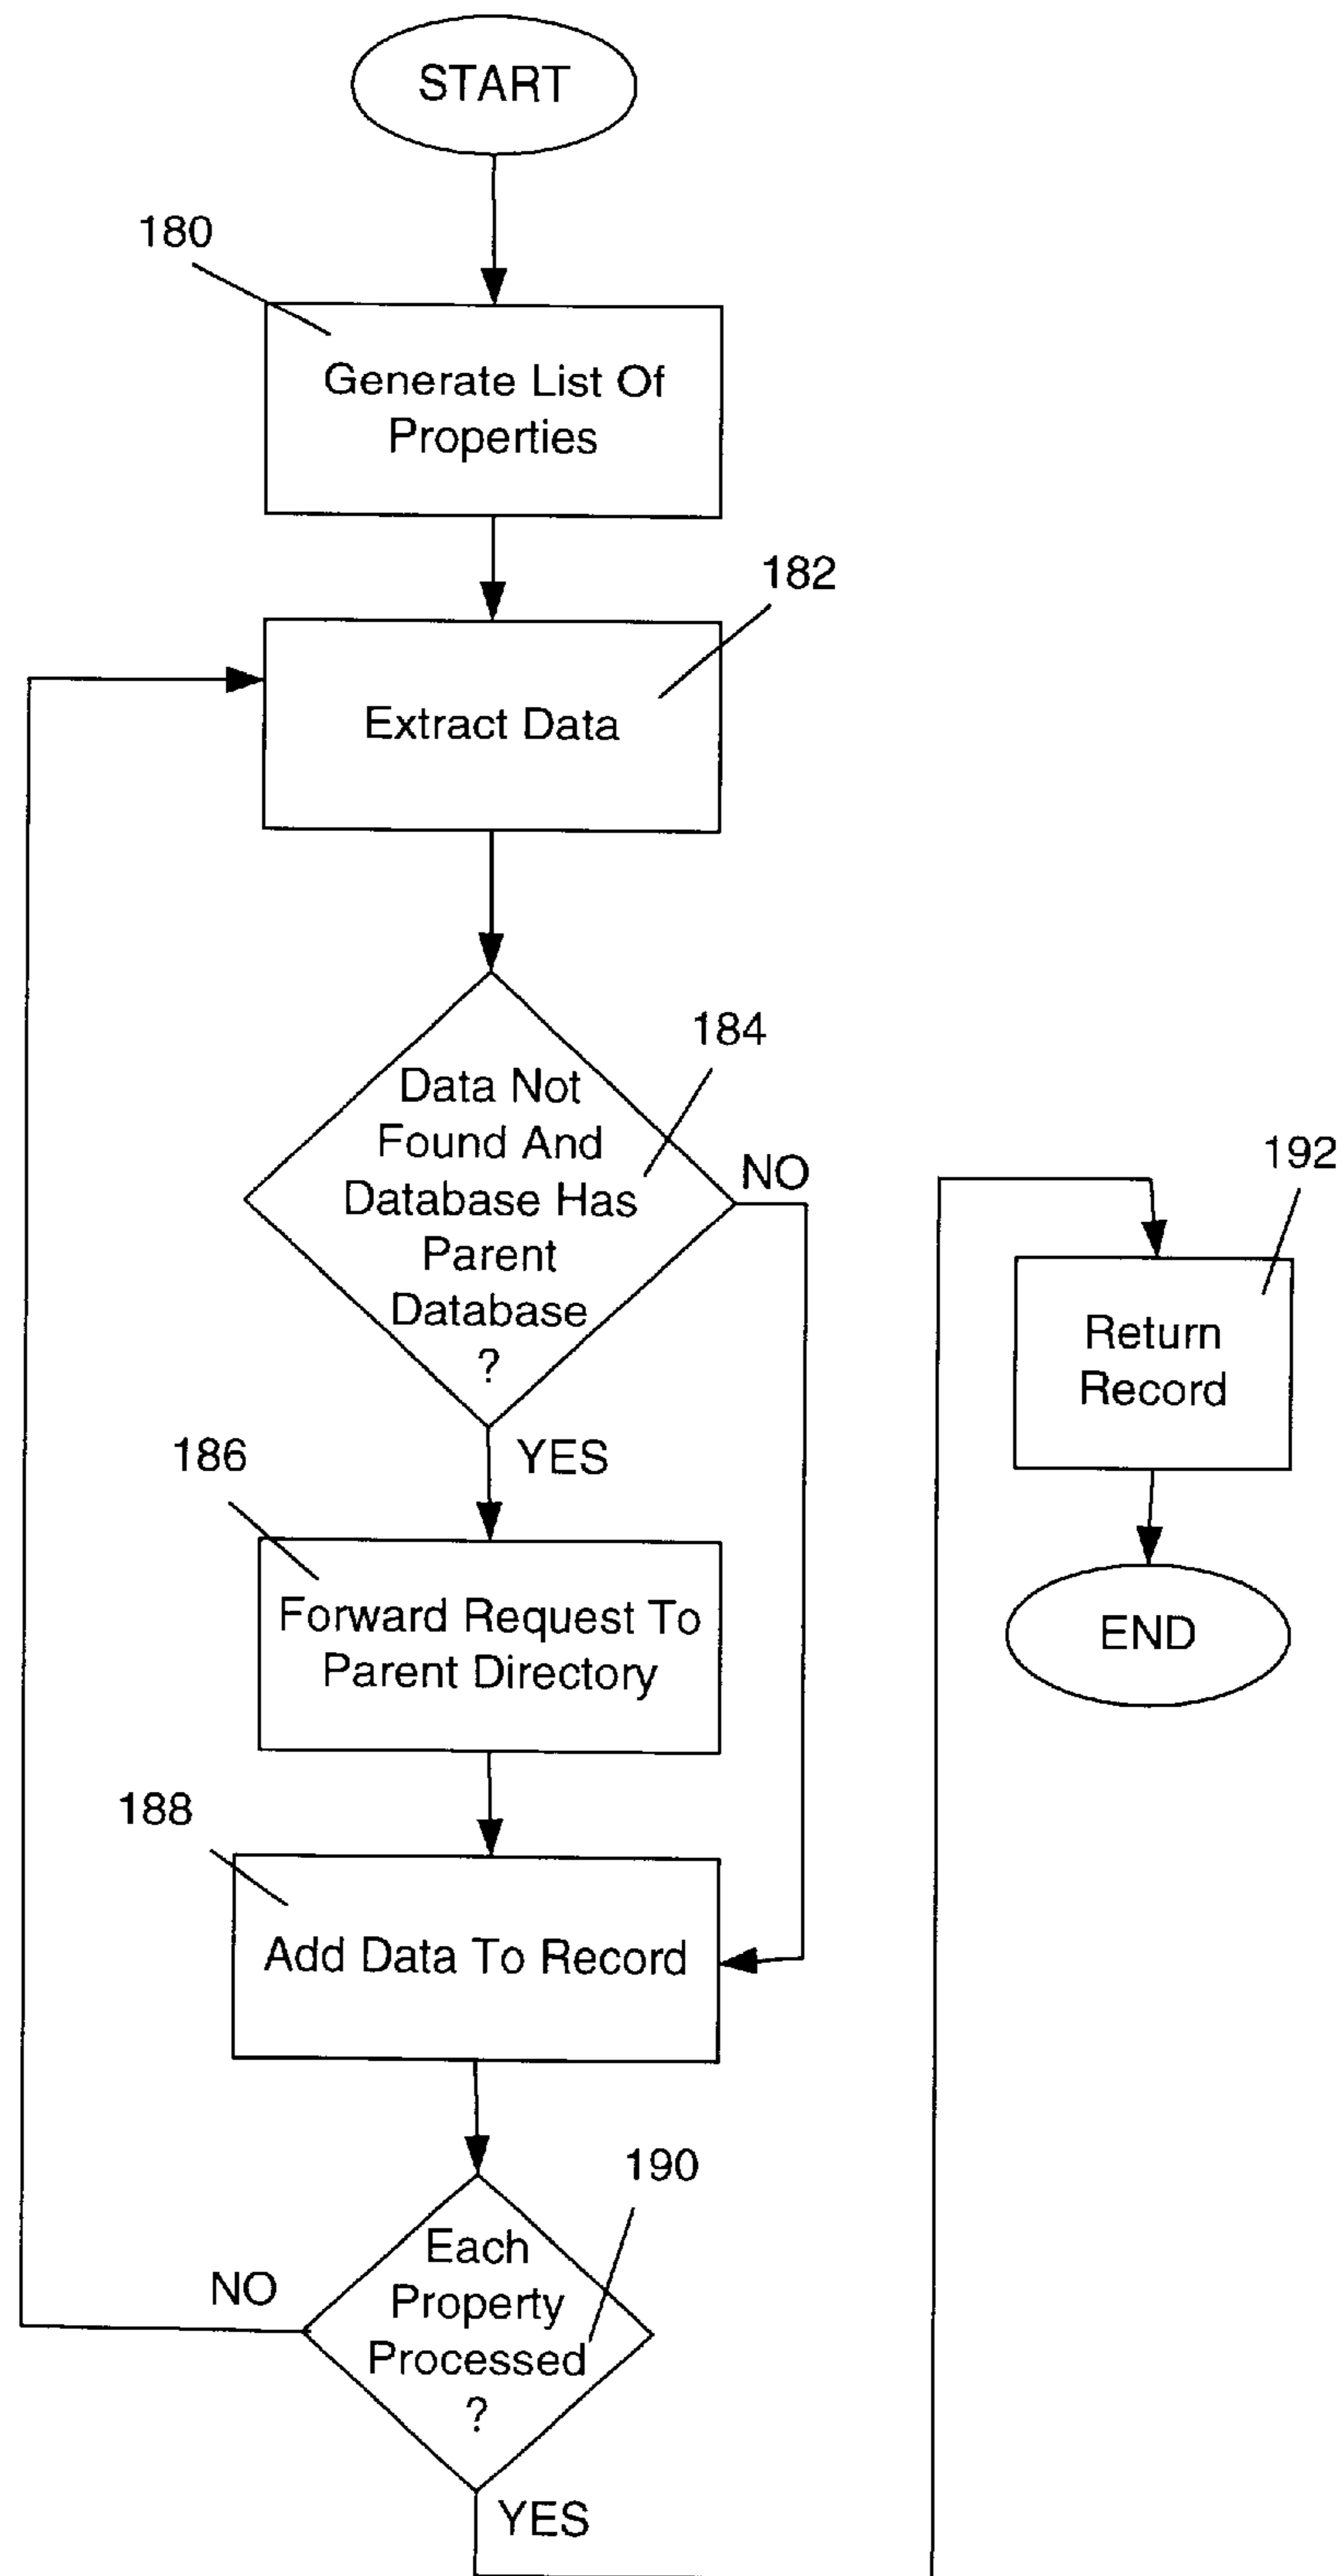 START
180
Generate List Of
Properties
182
Extract Data
184
Data Not
Found And
Database Has
Parent
Database
?
NO
YES
186
Forward Request To
Parent Directory
188
Add Data To Record
190
Each
Property
Processed
?
NO
YES
192
Return
Record
END